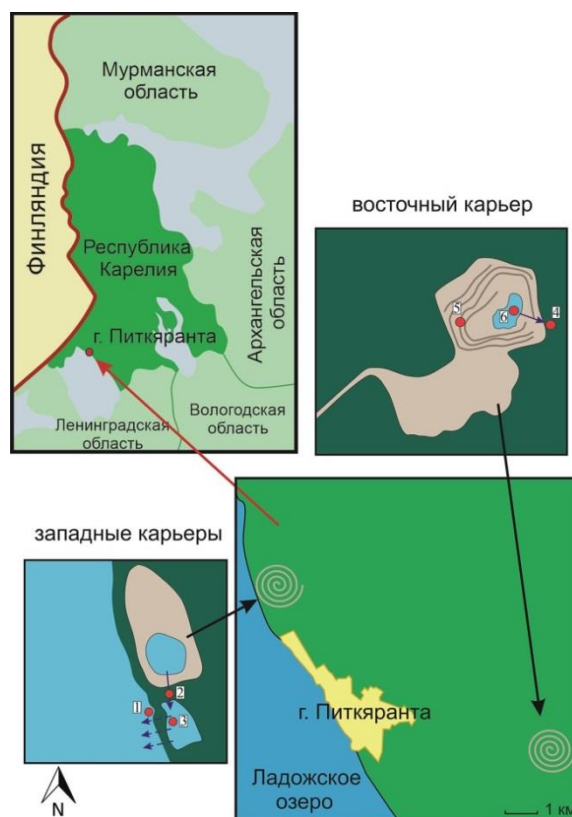 Мурманская
область
Финляндия
Республика
Карелия
Архангельская
область
г. Питкяранта
Ленинградская
область
Вологодская
область
восточный карьер
5
6
4
западные карьеры
2
1
3
N
г. Питкяранта
Ладожское
озеро
1 км